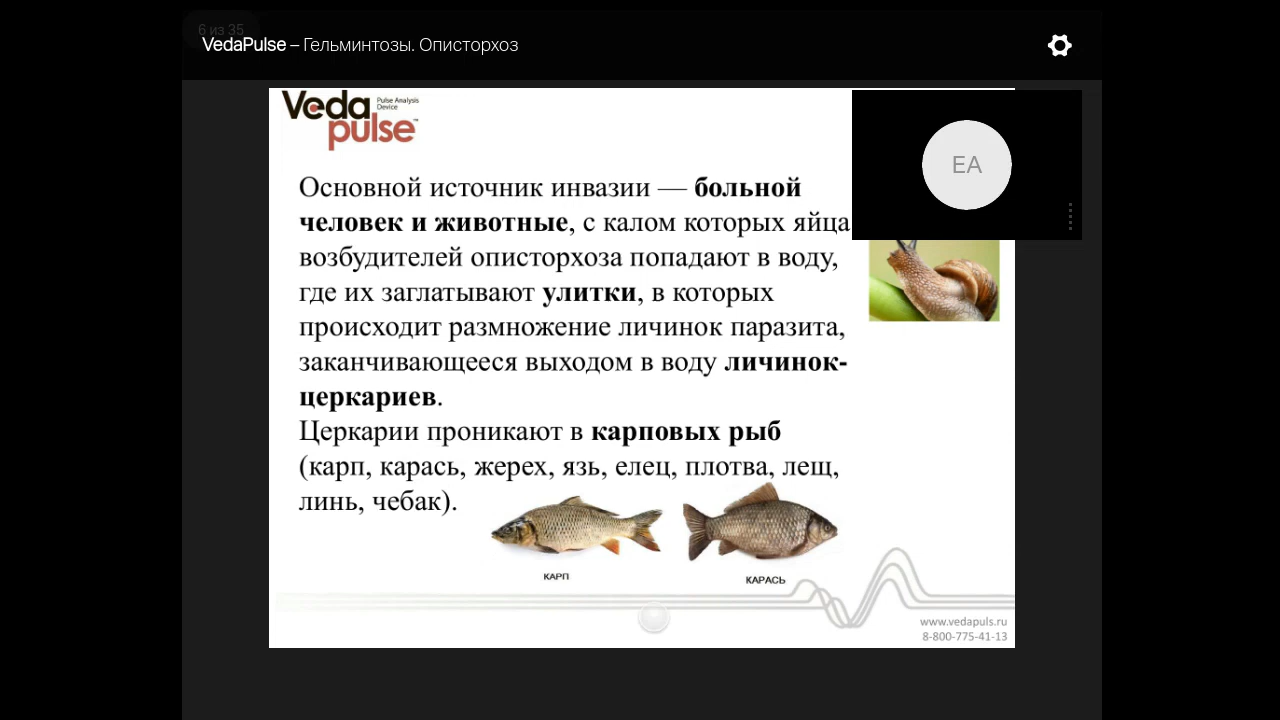 6 из 35
VedaPulse – Гельминтозы. Описторхоз
Veda
Pulse Analysis
Device
pulse™
EA
Основной источник инвазии — больной
человек и животные, с калом которых яйца
возбудителей описторхоза попадают в воду,
где их заглатывают улитки, в которых
происходит размножение личинок паразита,
заканчивающееся выходом в воду личинок-
церкариев.
Церкарии проникают в карповых рыб
(карп, карась, жерех, язь, елец, плотва, лещ,
линь, чебак).
КАРП
КАРАСЬ
www.vedapuls.ru
8-800-775-41-13